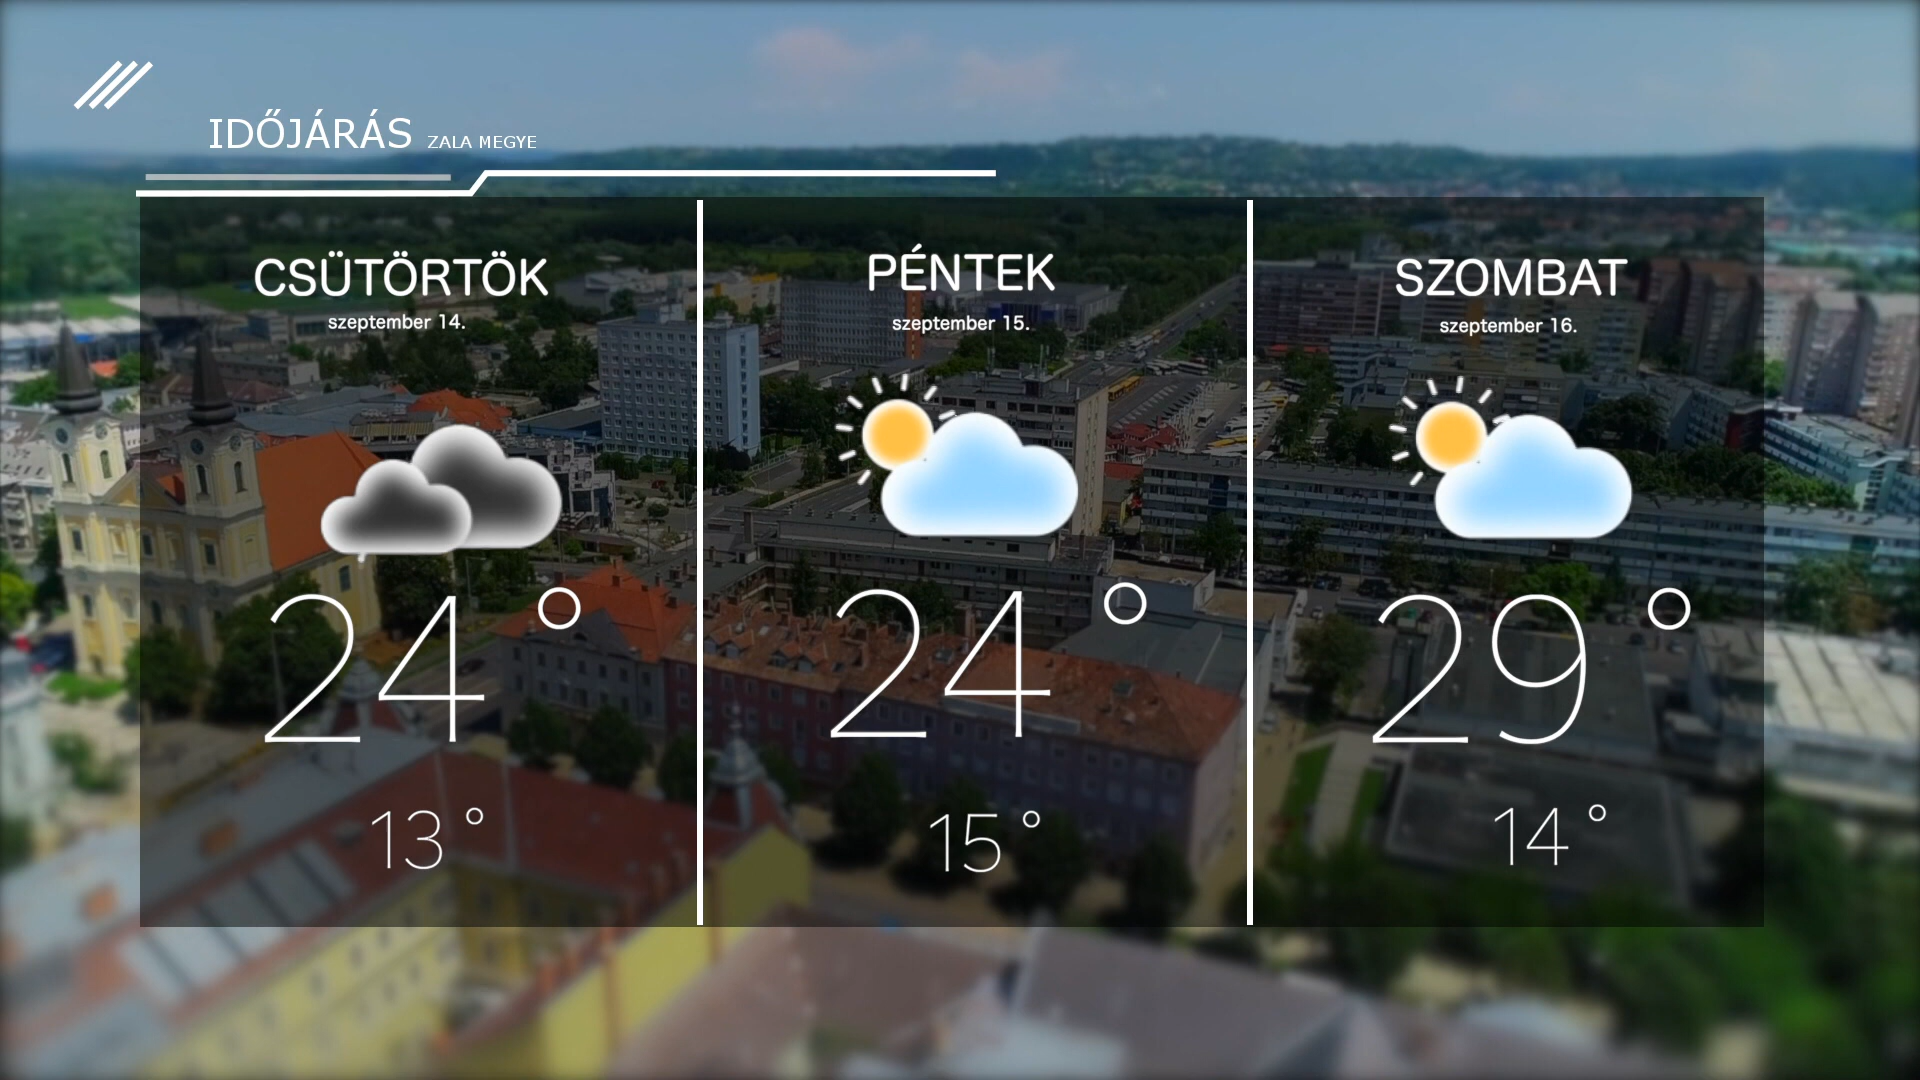 IDŐJÁRÁS ZALA MEGYE
CSÜTÖRTÖK
szeptember 14.
24°
13°
PÉNTEK
szeptember 15.
24°
15°
SZOMBAT
szeptember 16.
29°
14°